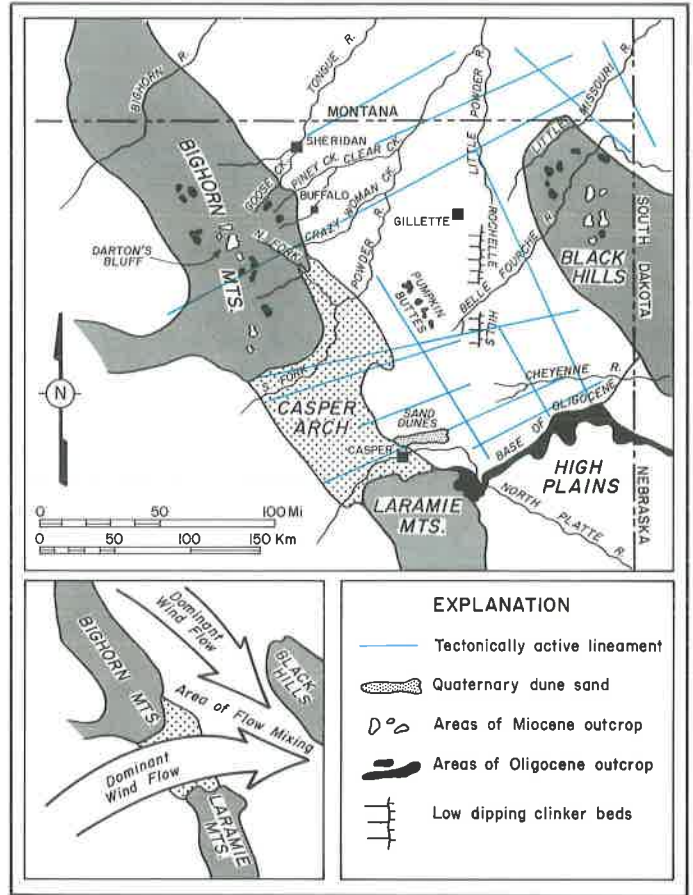 BIGHORN R.
TONGUE R.
LITTLE POWDER R.
LITTLE MISSOURI R.
MONTANA
SHERIDAN
GOOSE CK.
PINEY CK.
CLEAR CK.
BUFFALO
CRAZY WOMAN CK.
N. FORK
POWDER R.
BIGHORN MTS.
DARTON'S BLUFF
GILLETTE
ROCHELLE HILLS
BELLE FOURCHE R.
BLACK HILLS
SOUTH DAKOTA
PUMPKIN BUTTES
S. FORK
CASPER ARCH
CHEYENNE R.
SAND DUNES
BASE OF OLIGOCENE
CASPER
HIGH PLAINS
LARAMIE MTS.
NORTH PLATTE R.
NEBRASKA
N
0 50 100 Mi
0 50 100 150 Km
Dominant
Wind Flow
BIGHORN MTS.
BLACK HILLS
Area of Flow Mixing
Dominant
Wind Flow
LARAMIE
MTS.
EXPLANATION
Tectonically active lineament
Quaternary dune sand
Areas of Miocene outcrop
Areas of Oligocene outcrop
Low dipping clinker beds